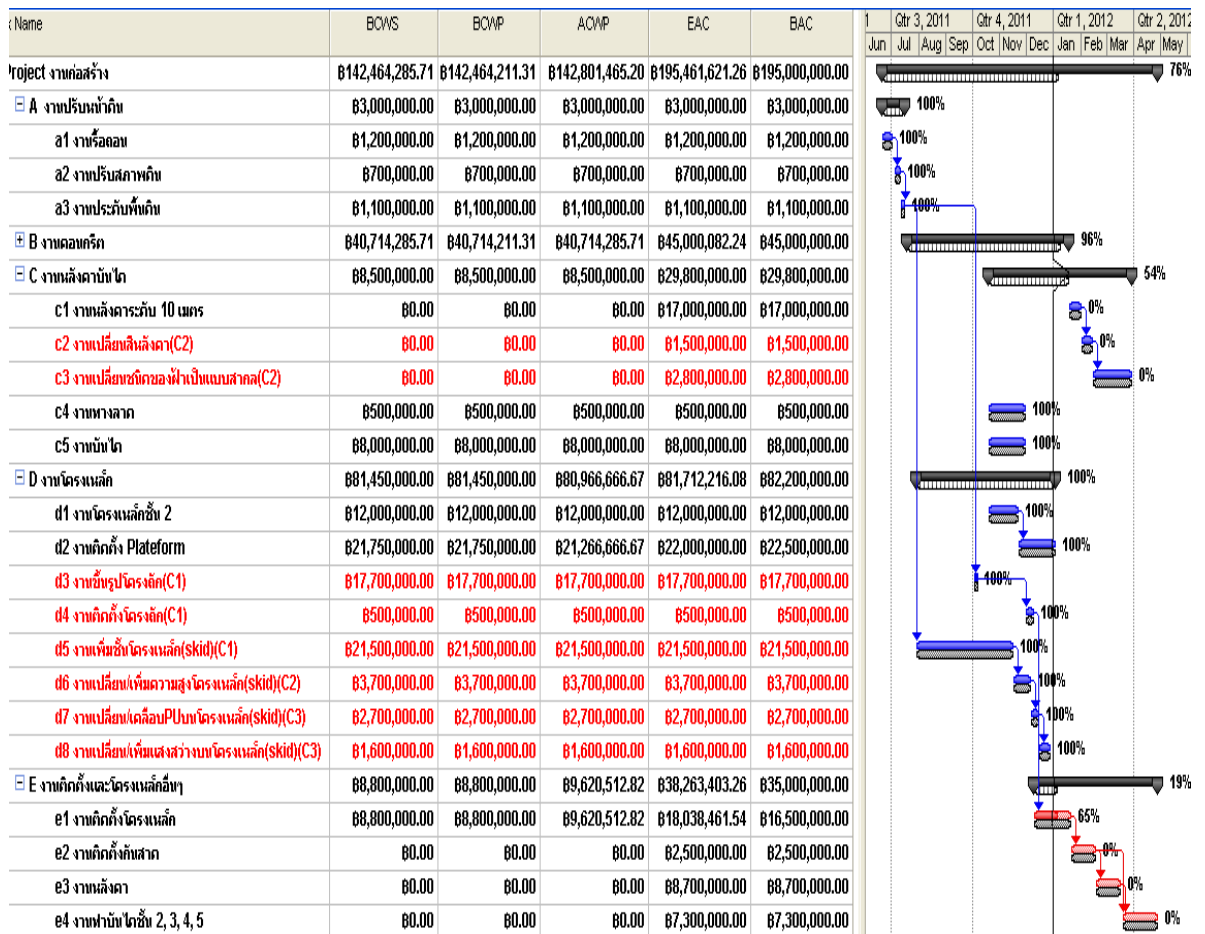 Name BCWS BCWP ACWP EAC BAC
1 Qtr 3, 2011 Qtr 4, 2011 Qtr 1, 2012 Qtr 2, 2012
Jun Jul Aug Sep Oct Nov Dec Jan Feb Mar Apr May
Project งานก่อสร้าง ฿142,464,285.71 ฿142,464,211.31 ฿142,801,465.20 ฿195,461,621.26 ฿195,000,000.00 76%
A งานปรับหน้าดิน ฿3,000,000.00 ฿3,000,000.00 ฿3,000,000.00 ฿3,000,000.00 ฿3,000,000.00 100%
a1 งานรื้อถอน ฿1,200,000.00 ฿1,200,000.00 ฿1,200,000.00 ฿1,200,000.00 ฿1,200,000.00 100%
a2 งานปรับสภาพดิน ฿700,000.00 ฿700,000.00 ฿700,000.00 ฿700,000.00 ฿700,000.00 100%
a3 งานประดับพื้นดิน ฿1,100,000.00 ฿1,100,000.00 ฿1,100,000.00 ฿1,100,000.00 ฿1,100,000.00 100%
B งานคอนกรีต ฿40,714,285.71 ฿40,714,211.31 ฿40,714,285.71 ฿45,000,082.24 ฿45,000,000.00 96%
C งานหลังคาบันได ฿8,500,000.00 ฿8,500,000.00 ฿8,500,000.00 ฿29,800,000.00 ฿29,800,000.00 54%
c1 งานหลังคาระดับ 10 เมตร ฿0.00 ฿0.00 ฿0.00 ฿17,000,000.00 ฿17,000,000.00 0%
c2 งานเปลี่ยนสีหลังคา(C2) ฿0.00 ฿0.00 ฿0.00 ฿1,500,000.00 ฿1,500,000.00 0%
c3 งานเปลี่ยนชนิดของฝ้าเป็นแบบสากล(C2) ฿0.00 ฿0.00 ฿0.00 ฿2,800,000.00 ฿2,800,000.00 0%
c4 งานทางลาด ฿500,000.00 ฿500,000.00 ฿500,000.00 ฿500,000.00 ฿500,000.00 100%
c5 งานบันได ฿8,000,000.00 ฿8,000,000.00 ฿8,000,000.00 ฿8,000,000.00 ฿8,000,000.00 100%
D งานโครงเหล็ก ฿81,450,000.00 ฿81,450,000.00 ฿80,966,666.67 ฿81,712,216.08 ฿82,200,000.00 100%
d1 งานโครงเหล็กชั้น 2 ฿12,000,000.00 ฿12,000,000.00 ฿12,000,000.00 ฿12,000,000.00 ฿12,000,000.00 100%
d2 งานติดตั้ง Plateform ฿21,750,000.00 ฿21,750,000.00 ฿21,266,666.67 ฿22,000,000.00 ฿22,500,000.00 100%
d3 งานขึ้นรูปโครงถัก(C1) ฿17,700,000.00 ฿17,700,000.00 ฿17,700,000.00 ฿17,700,000.00 ฿17,700,000.00 100%
d4 งานติดตั้งโครงถัก(C1) ฿500,000.00 ฿500,000.00 ฿500,000.00 ฿500,000.00 ฿500,000.00 100%
d5 งานเพิ่มชั้นโครงเหล็ก(skid)(C1) ฿21,500,000.00 ฿21,500,000.00 ฿21,500,000.00 ฿21,500,000.00 ฿21,500,000.00 100%
d6 งานเปลี่ยน/เพิ่มความสูงโครงเหล็ก(skid)(C2) ฿3,700,000.00 ฿3,700,000.00 ฿3,700,000.00 ฿3,700,000.00 ฿3,700,000.00 100%
d7 งานเปลี่ยน/เคลือบPUบนโครงเหล็ก(skid)(C3) ฿2,700,000.00 ฿2,700,000.00 ฿2,700,000.00 ฿2,700,000.00 ฿2,700,000.00 100%
d8 งานเปลี่ยน/เพิ่มแสงสว่างบนโครงเหล็ก(skid)(C3) ฿1,600,000.00 ฿1,600,000.00 ฿1,600,000.00 ฿1,600,000.00 ฿1,600,000.00 100%
E งานติดตั้งและโครงเหล็กอื่นๆ ฿8,800,000.00 ฿8,800,000.00 ฿9,620,512.82 ฿38,263,403.26 ฿35,000,000.00 19%
e1 งานติดตั้งโครงเหล็ก ฿8,800,000.00 ฿8,800,000.00 ฿9,620,512.82 ฿18,038,461.54 ฿16,500,000.00 65%
e2 งานติดตั้งกันสาด ฿0.00 ฿0.00 ฿0.00 ฿2,500,000.00 ฿2,500,000.00 0%
e3 งานหลังคา ฿0.00 ฿0.00 ฿0.00 ฿8,700,000.00 ฿8,700,000.00 0%
e4 งานฝาบันไดชั้น 2, 3, 4, 5 ฿0.00 ฿0.00 ฿0.00 ฿7,300,000.00 ฿7,300,000.00 0%